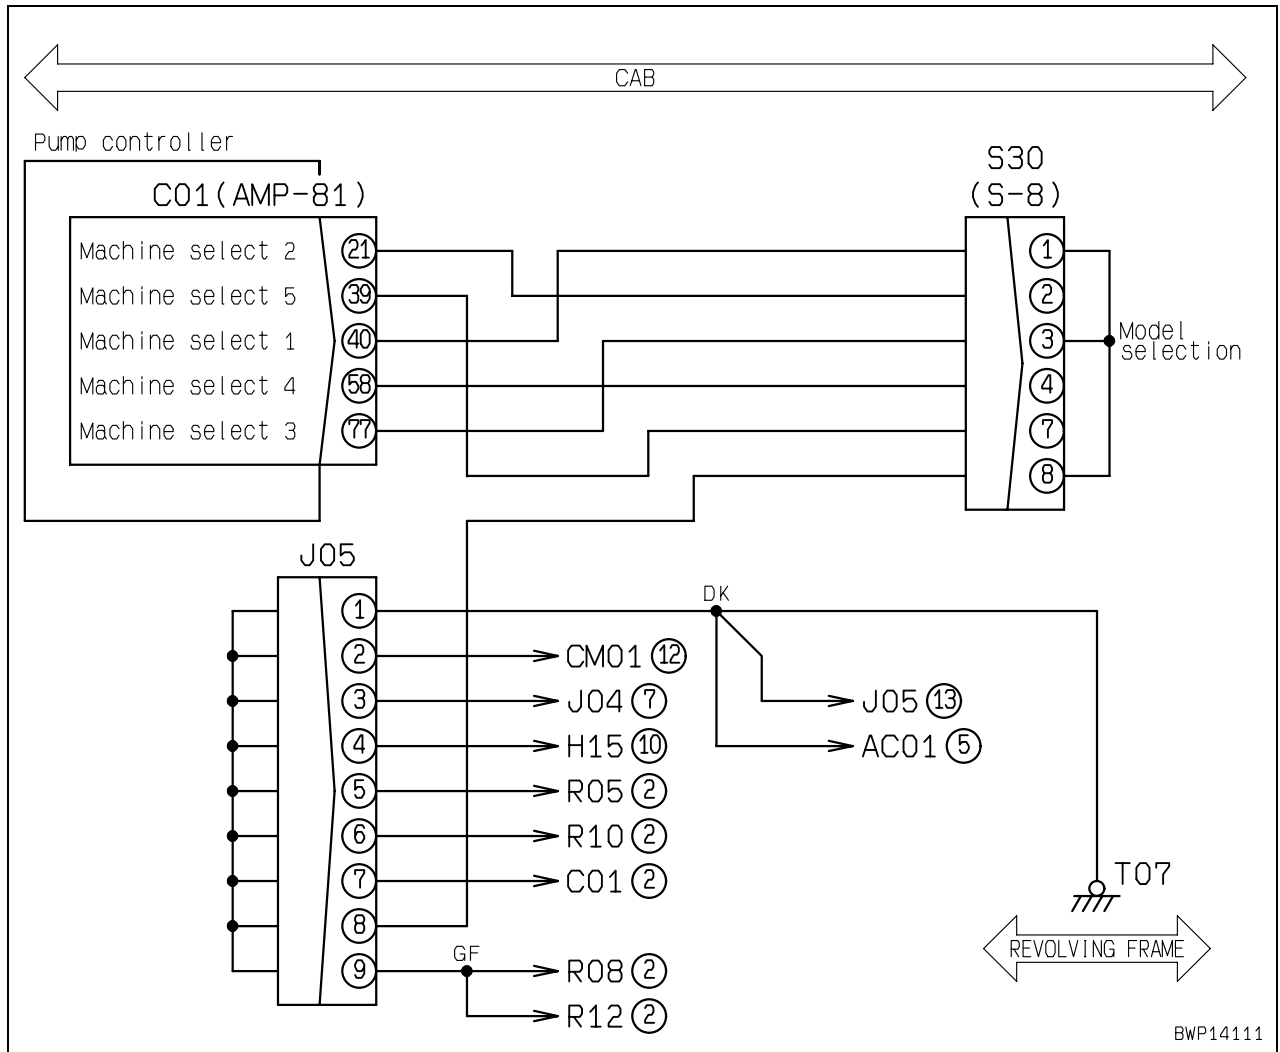 CAB
Pump controller
C01(AMP-81)
S30
(S-8)
Machine select 2 21
Machine select 5 39
Machine select 1 40
Machine select 4 58
Machine select 3 77
1
2
3
4
7
8
Model
selection
J05
1
2 CM01 12
3 J04 7
4 H15 10
5 R05 2
6 R10 2
7 C01 2
8
9 GF R08 2
R12 2
DK
J05 13
AC01 5
T07
REVOLVING FRAME
BWP14111